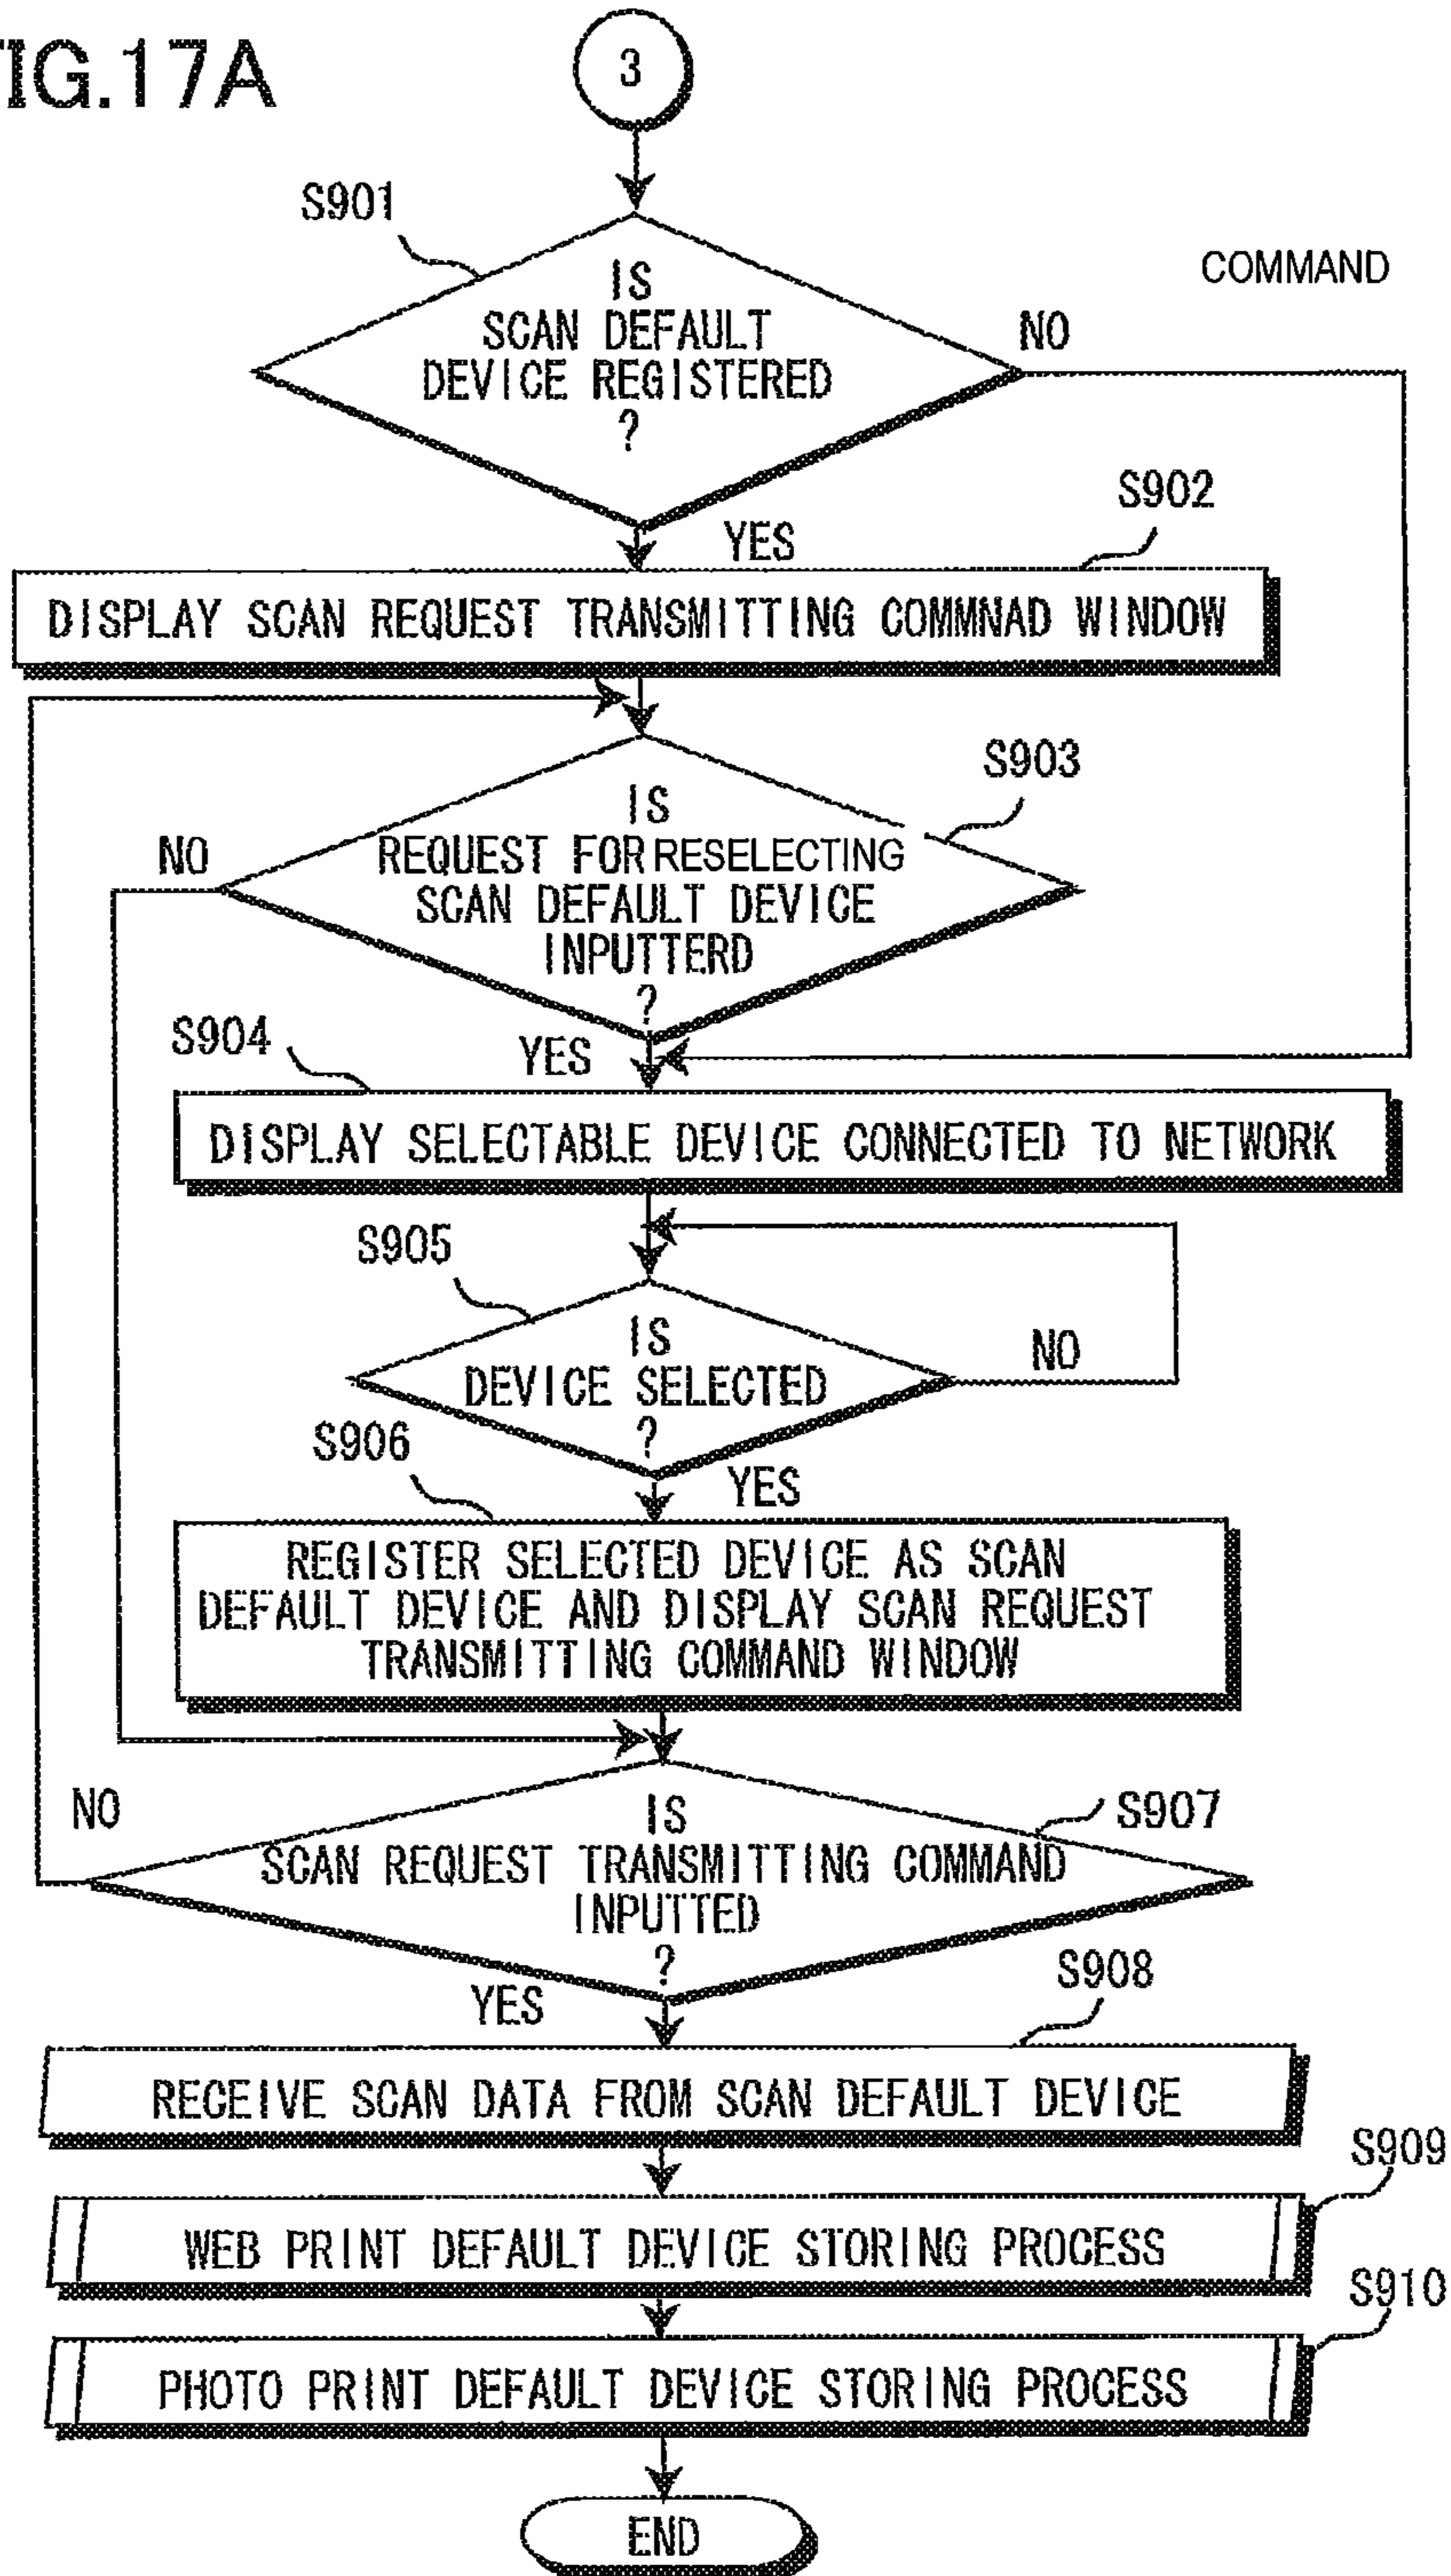 FIG.17A
3
S901
IS
SCAN DEFAULT
DEVICE REGISTERED
?
NO
COMMAND
YES
S902
DISPLAY SCAN REQUEST TRANSMITTING COMMNAD WINDOW
S903
IS
REQUEST FOR RESELECTING
SCAN DEFAULT DEVICE
INPUTTERD
?
NO
YES
S904
DISPLAY SELECTABLE DEVICE CONNECTED TO NETWORK
S905
IS
DEVICE SELECTED
?
NO
YES
S906
REGISTER SELECTED DEVICE AS SCAN
DEFAULT DEVICE AND DISPLAY SCAN REQUEST
TRANSMITTING COMMAND WINDOW
NO
S907
IS
SCAN REQUEST TRANSMITTING COMMAND
INPUTTED
?
YES
S908
RECEIVE SCAN DATA FROM SCAN DEFAULT DEVICE
S909
WEB PRINT DEFAULT DEVICE STORING PROCESS
S910
PHOTO PRINT DEFAULT DEVICE STORING PROCESS
END